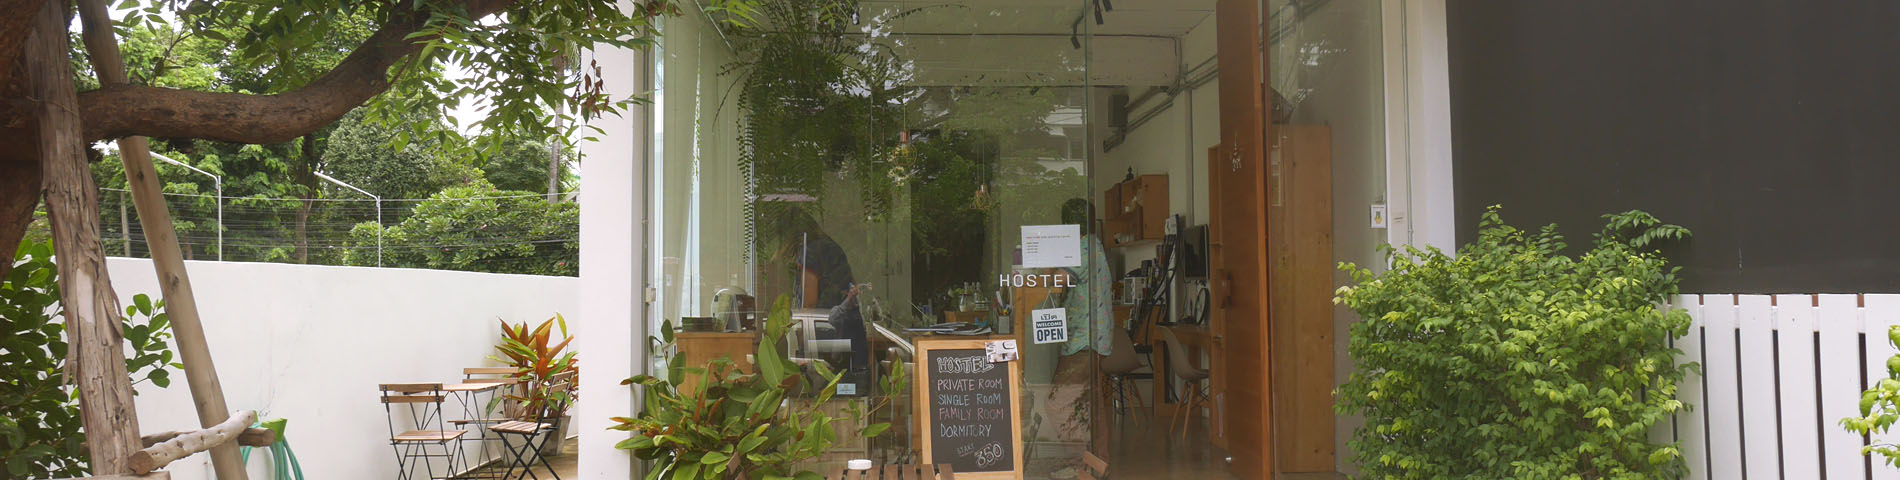 HOSTEL
WELCOME
OPEN
HOSTEL
PRIVATE ROOM
SINGLE ROOM
FAMILY ROOM
DORMITORY
START
350